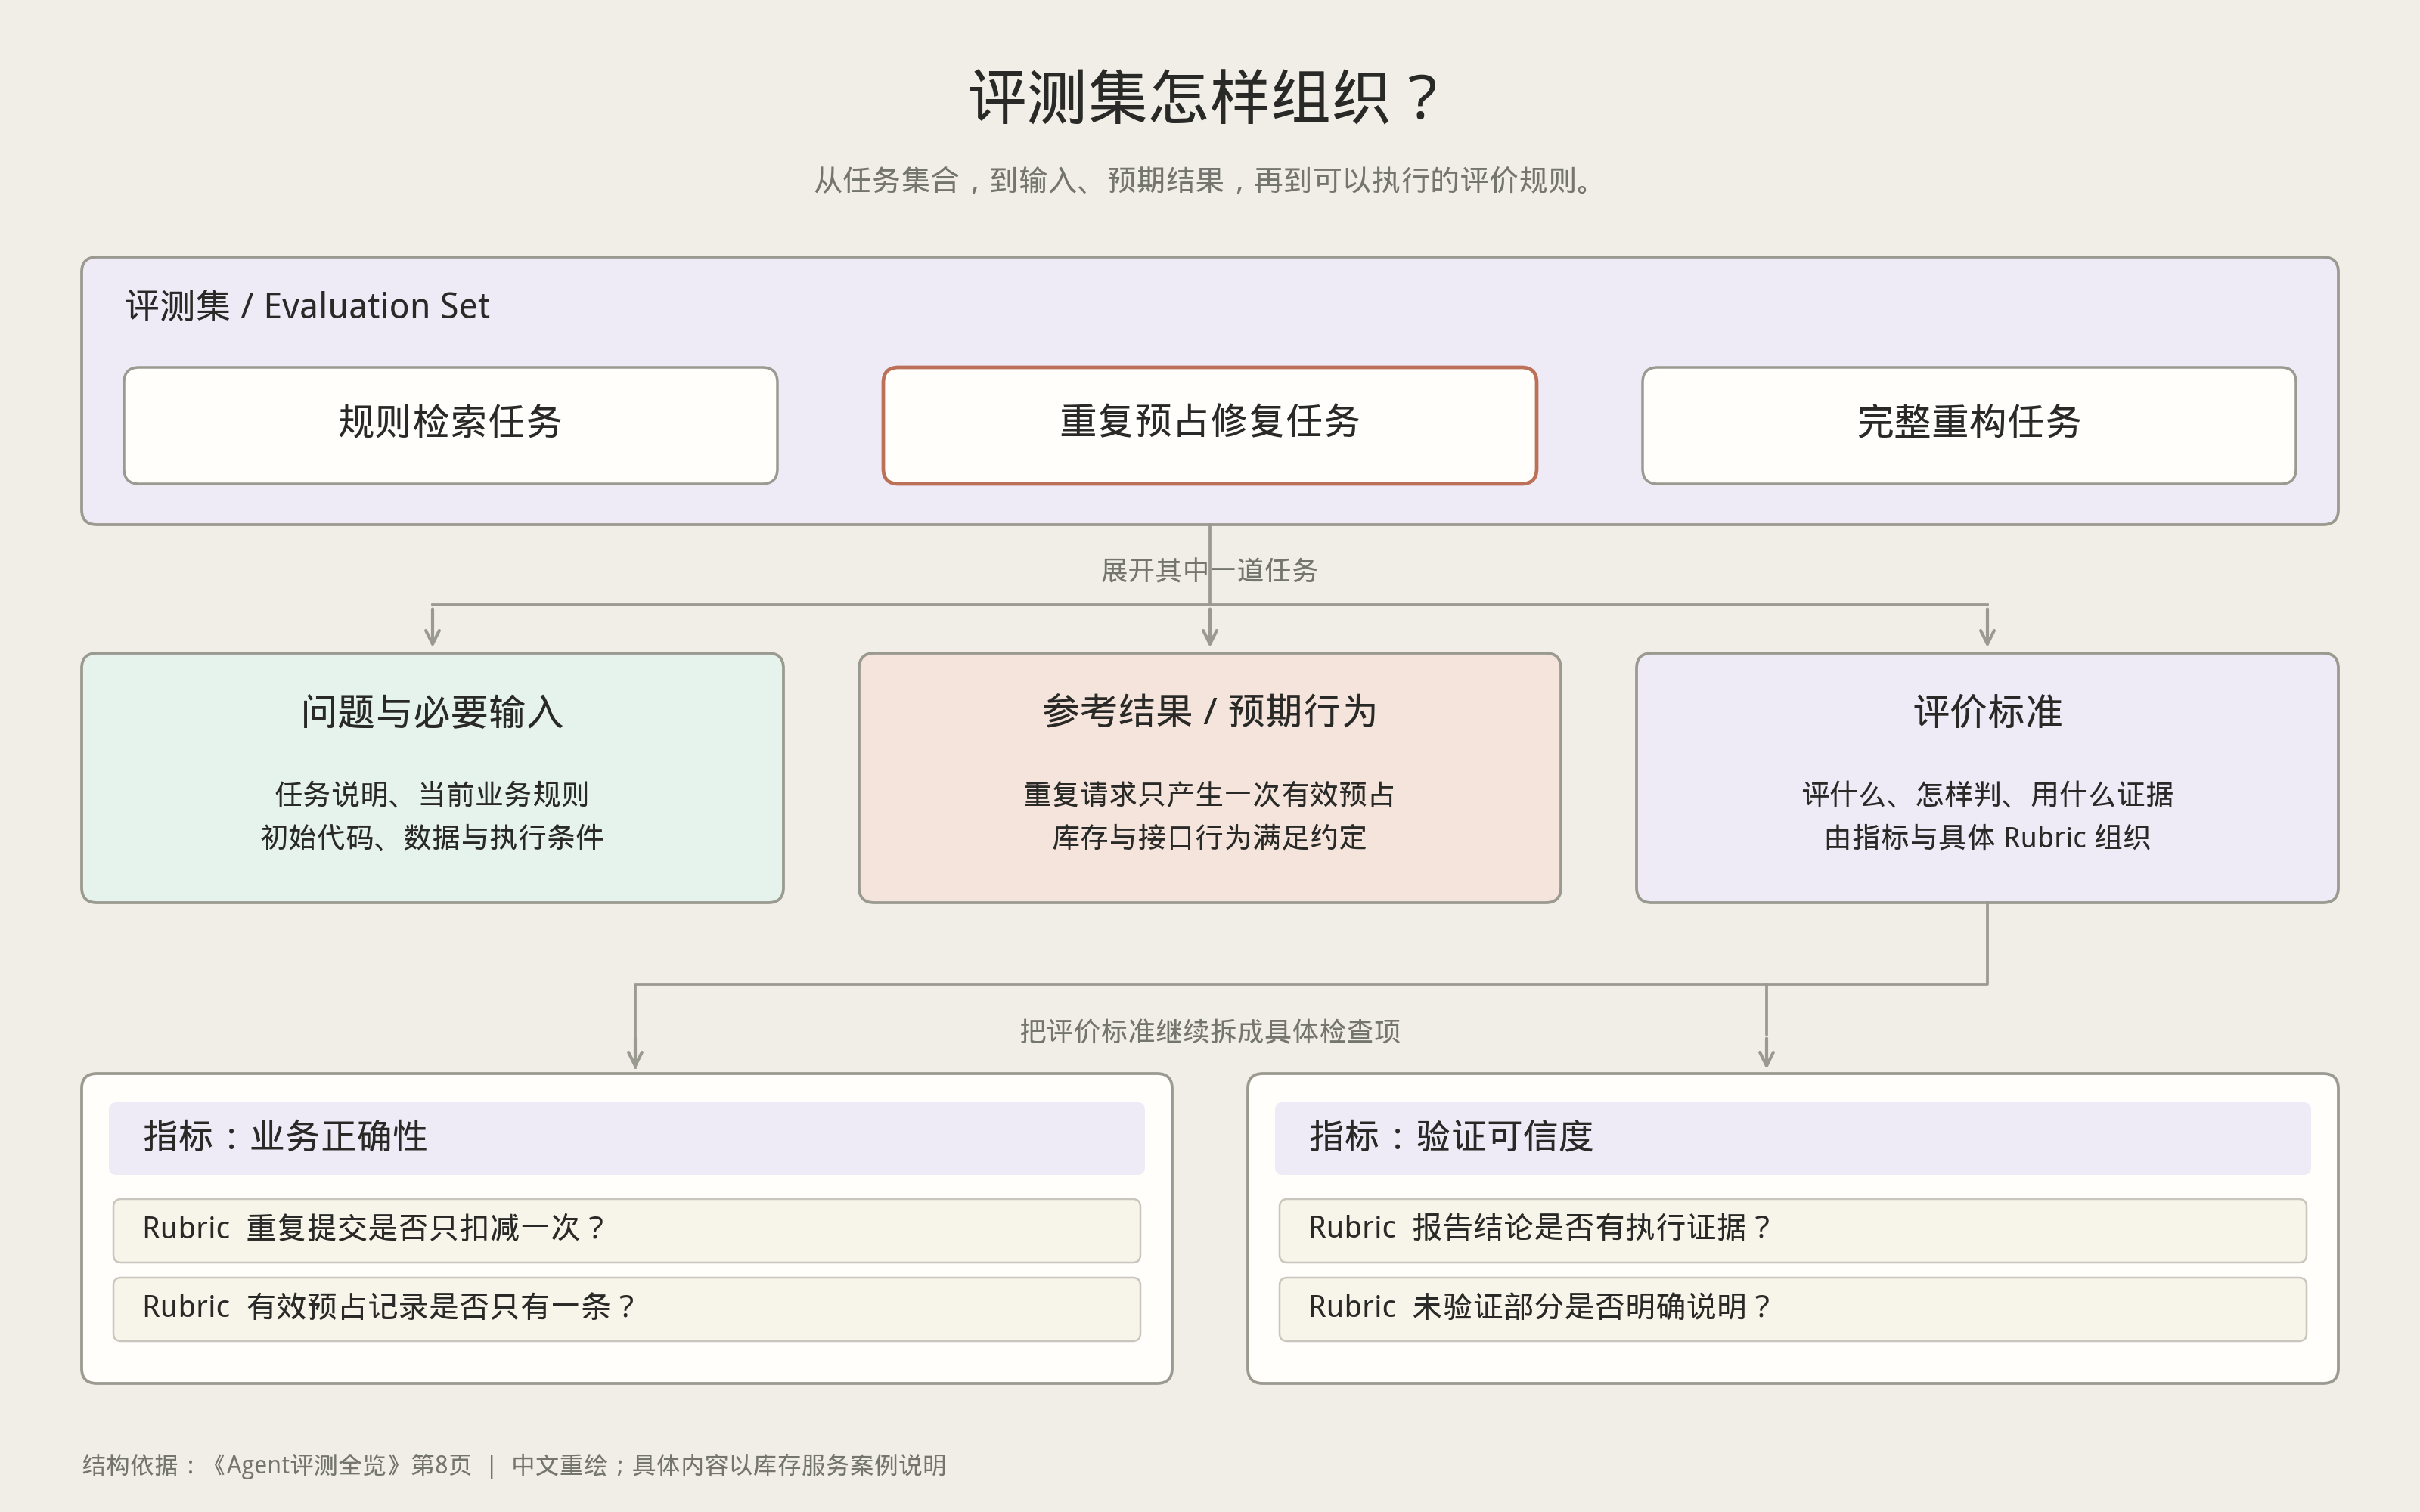 评测集怎样组织？
从任务集合，到输入、预期结果，再到可以执行的评价规则。
评测集 / Evaluation Set
规则检索任务
重复预占修复任务
完整重构任务
展开其中一道任务
问题与必要输入
任务说明、当前业务规则
初始代码、数据与执行条件
参考结果 / 预期行为
重复请求只产生一次有效预占
库存与接口行为满足约定
评价标准
评什么、怎样判、用什么证据
由指标与具体 Rubric 组织
把评价标准继续拆成具体检查项
指标：业务正确性
Rubric 重复提交是否只扣减一次？
Rubric 有效预占记录是否只有一条？
指标：验证可信度
Rubric 报告结论是否有执行证据？
Rubric 未验证部分是否明确说明？
结构依据：《Agent评测全览》第8页 | 中文重绘；具体内容以库存服务案例说明